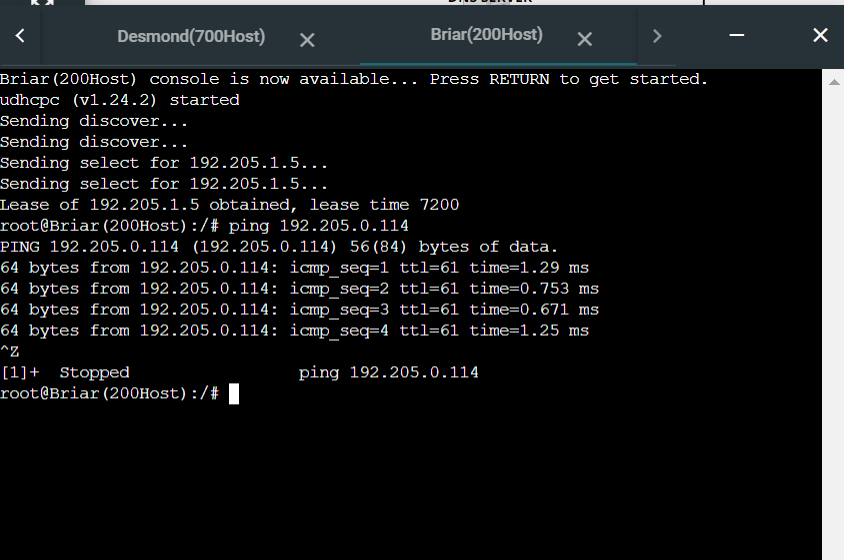 DNS SERVER
Desmond(700Host)
Briar(200Host)
Briar(200Host) console is now available... Press RETURN to get started.
udhcpc (v1.24.2) started
Sending discover...
Sending discover...
Sending select for 192.205.1.5...
Sending select for 192.205.1.5...
Lease of 192.205.1.5 obtained, lease time 7200
root@Briar(200Host):/# ping 192.205.0.114
PING 192.205.0.114 (192.205.0.114) 56(84) bytes of data.
64 bytes from 192.205.0.114: icmp_seq=1 ttl=61 time=1.29 ms
64 bytes from 192.205.0.114: icmp_seq=2 ttl=61 time=0.753 ms
64 bytes from 192.205.0.114: icmp_seq=3 ttl=61 time=0.671 ms
64 bytes from 192.205.0.114: icmp_seq=4 ttl=61 time=1.25 ms
^Z
[1]+  Stopped                 ping 192.205.0.114
root@Briar(200Host):/#